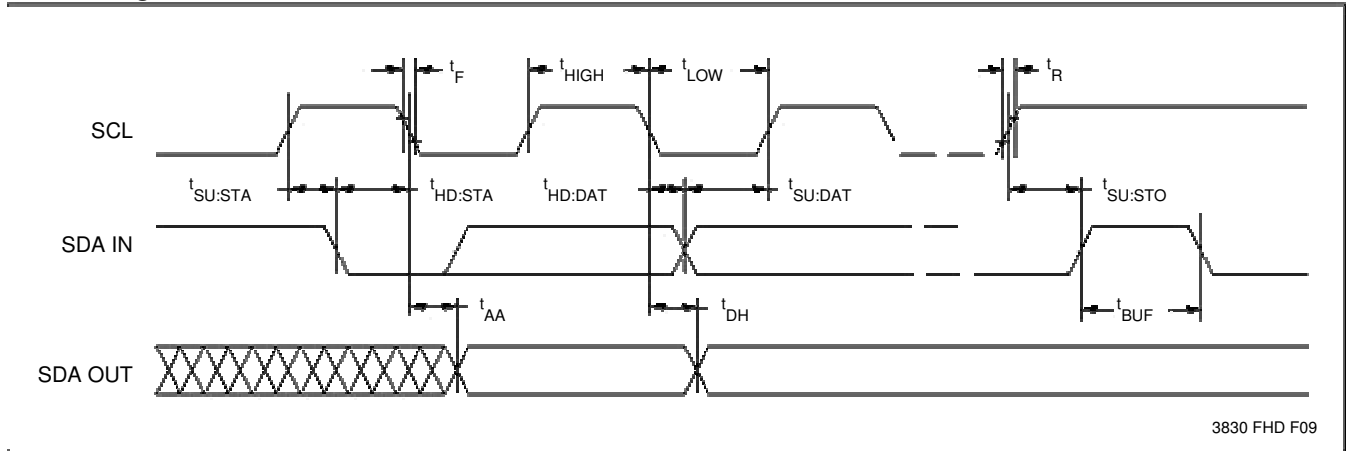 tF
tHIGH
tLOW
tR
SCL
tSU:STA
tHD:STA
tHD:DAT
tSU:DAT
tSU:STO
SDA IN
tAA
tDH
tBUF
SDA OUT
3830 FHD F09